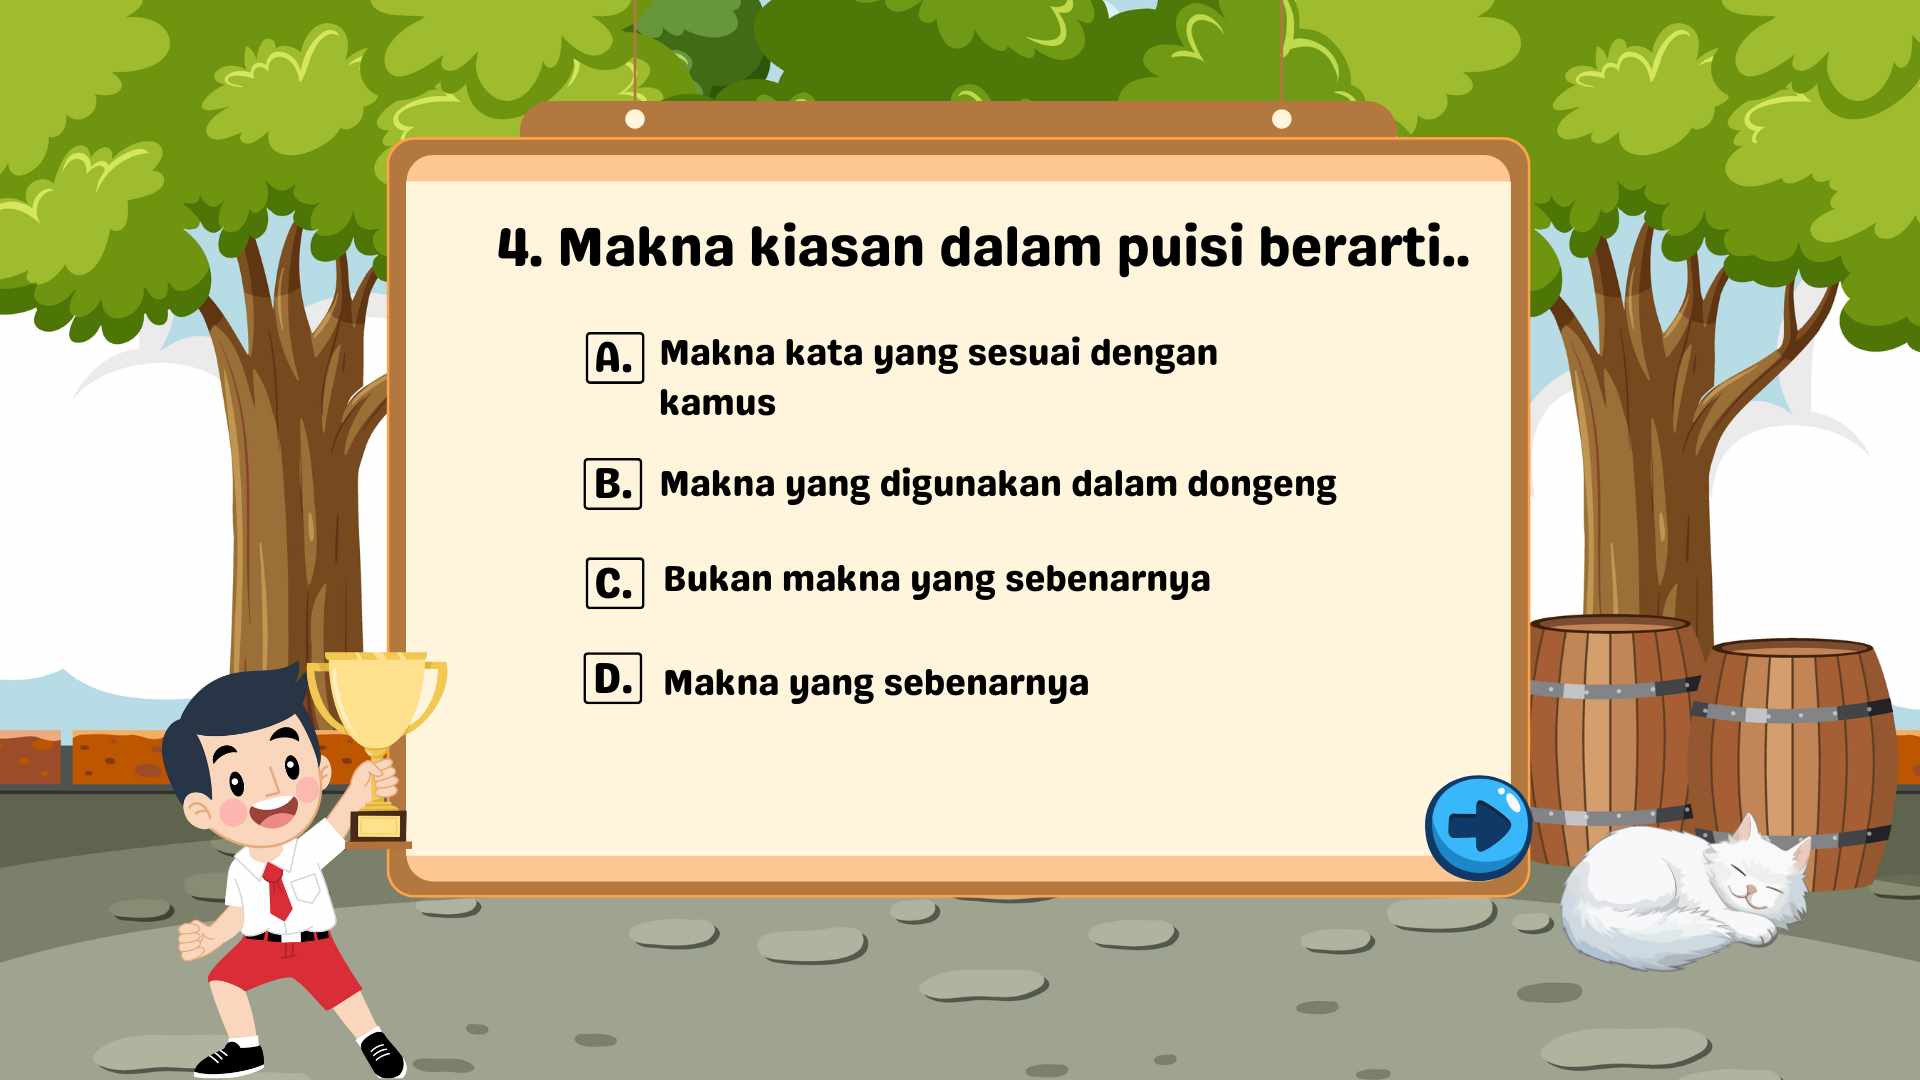 4. Makna kiasan dalam puisi berarti..
A. Makna kata yang sesuai dengan
kamus
B. Makna yang digunakan dalam dongeng
C. Bukan makna yang sebenarnya
D. Makna yang sebenarnya